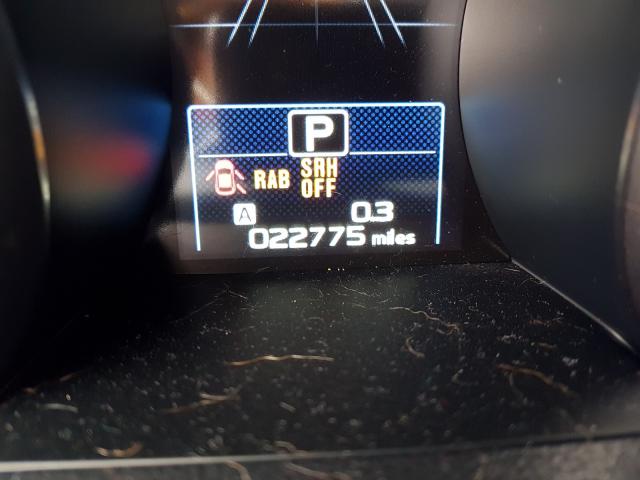 P
RAB SRH OFF
A 0.3
022775 miles